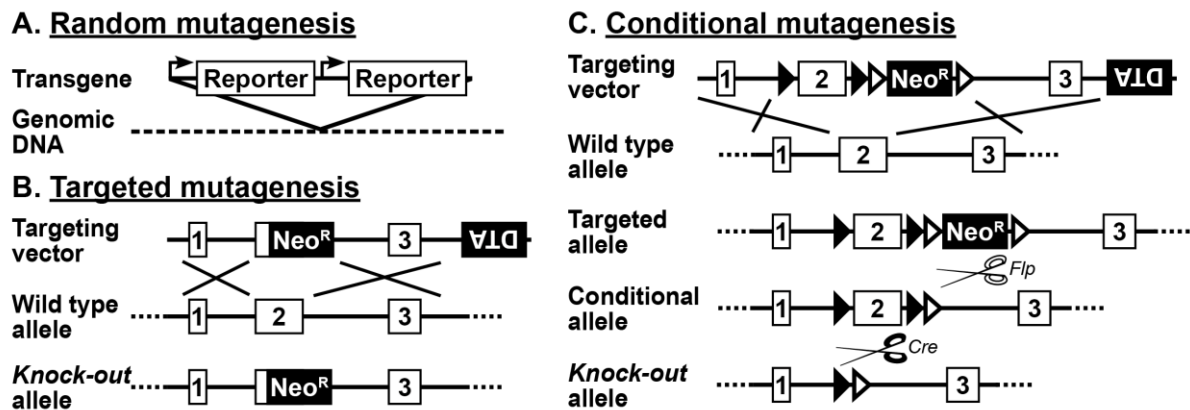 A. Random mutagenesis
Transgene
Reporter Reporter
Genomic
DNA
B. Targeted mutagenesis
Targeting
vector
1 Neoᴿ 3 DTA
Wild type
allele
1 2 3
Knock-out
allele
1 Neoᴿ 3
C. Conditional mutagenesis
Targeting
vector
1 2 Neoᴿ 3 DTA
Wild type
allele
1 2 3
Targeted
allele
1 2 Neoᴿ 3
Flp
Conditional
allele
1 2 3
Cre
Knock-out
allele
1 3